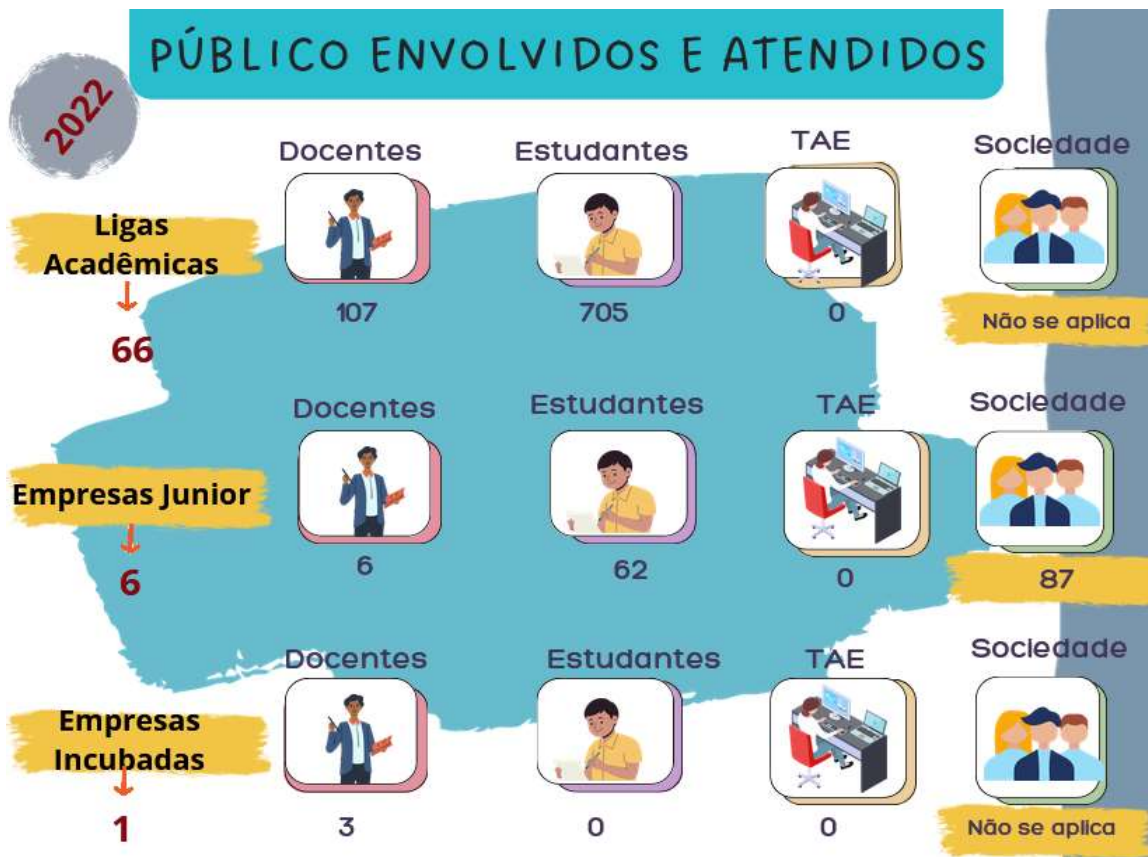 PÚBLICO ENVOLVIDOS E ATENDIDOS
2022
Docentes
Estudantes
TAE
Sociedade
Ligas
Acadêmicas
66
107
705
0
Não se aplica
Docentes
Estudantes
TAE
Sociedade
Empresas Junior
6
6
62
0
87
Docentes
Estudantes
TAE
Sociedade
Empresas
Incubadas
1
3
0
0
Não se aplica